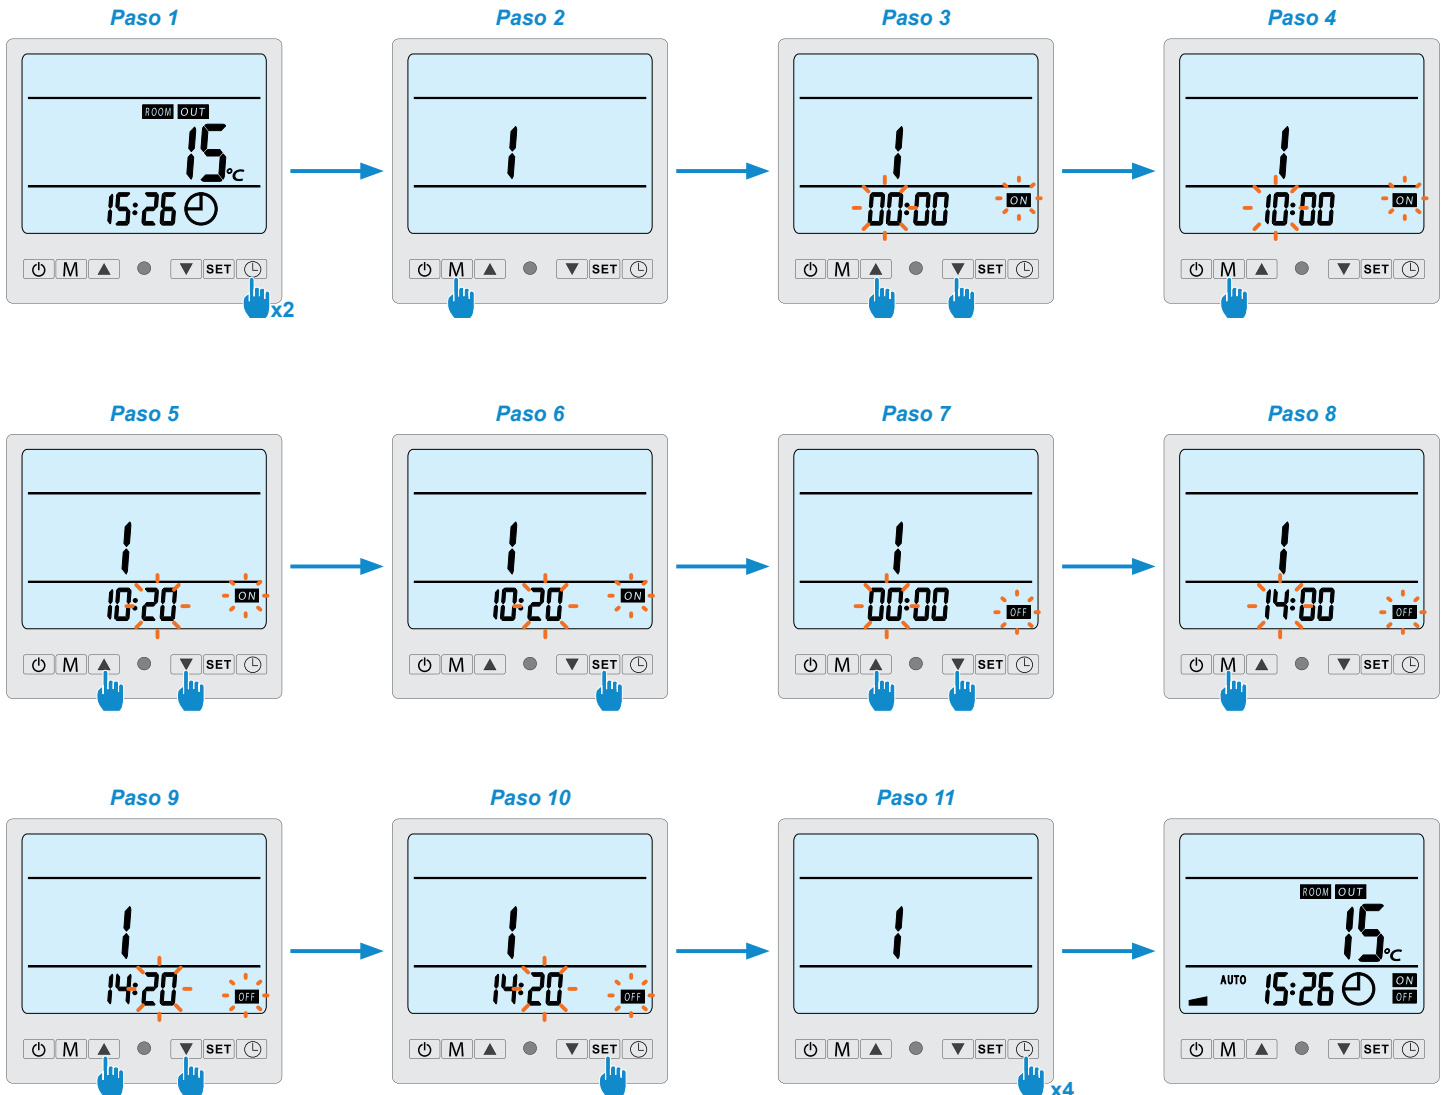 Paso 1
Paso 2
Paso 3
Paso 4
ROOM OUT
15°C
15:26
M SET
x2
1
M SET
1
00:00 ON
M SET
1
10:00 ON
M SET
Paso 5
Paso 6
Paso 7
Paso 8
1
10:20 ON
M SET
1
10:20 ON
M SET
1
00:00 OFF
M SET
1
14:00 OFF
M SET
Paso 9
Paso 10
Paso 11
1
14:20 OFF
M SET
1
14:20 OFF
M SET
1
M SET
x4
ROOM OUT
15°C
AUTO 15:26 ON
OFF
M SET